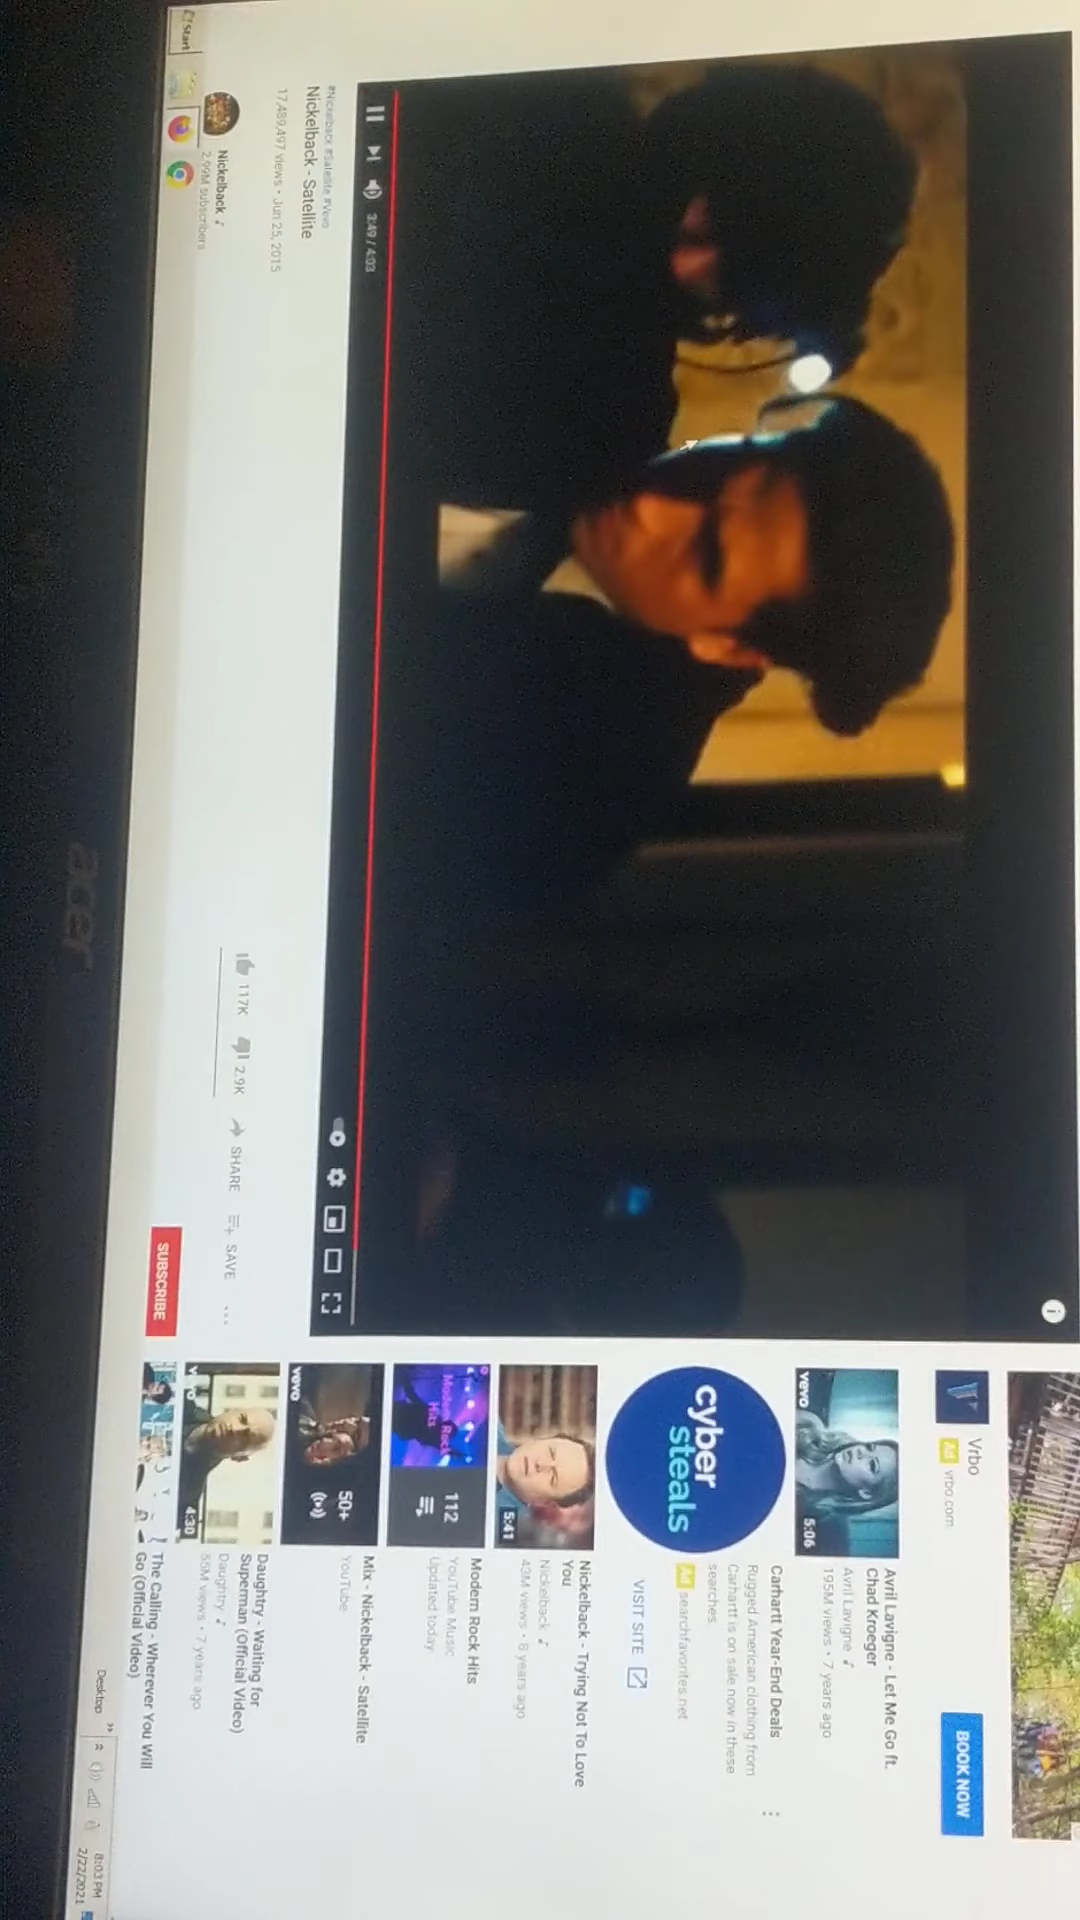 3:49 / 4:03
#Nickelback #Satellite #Vevo
Nickelback - Satellite
17,489,497 views • Jun 25, 2015
117K
2.9K
SHARE
SAVE
...
Nickelback
2.99M subscribers
SUBSCRIBE
Vrbo
Ad vrbo.com
BOOK NOW
vevo
5:06
Avril Lavigne - Let Me Go ft.
Chad Kroeger
Avril Lavigne
195M views • 7 years ago
cyber
steals
Carhartt Year-End Deals
Rugged American clothing from
Carhartt is on sale now in these
searches.
Ad searchfavorites.net
VISIT SITE
5:41
Nickelback - Trying Not To Love
You
Nickelback
43M views • 8 years ago
Modern Rock
Hits
112
Modern Rock Hits
YouTube Music
Updated today
vevo
50+
Mix - Nickelback - Satellite
YouTube
vevo
4:30
Daughtry - Waiting for
Superman (Official Video)
Daughtry
55M views • 7 years ago
The Calling - Wherever You Will
Go (Official Video)
Start
Desktop
8:03 PM
2/22/2021
acer